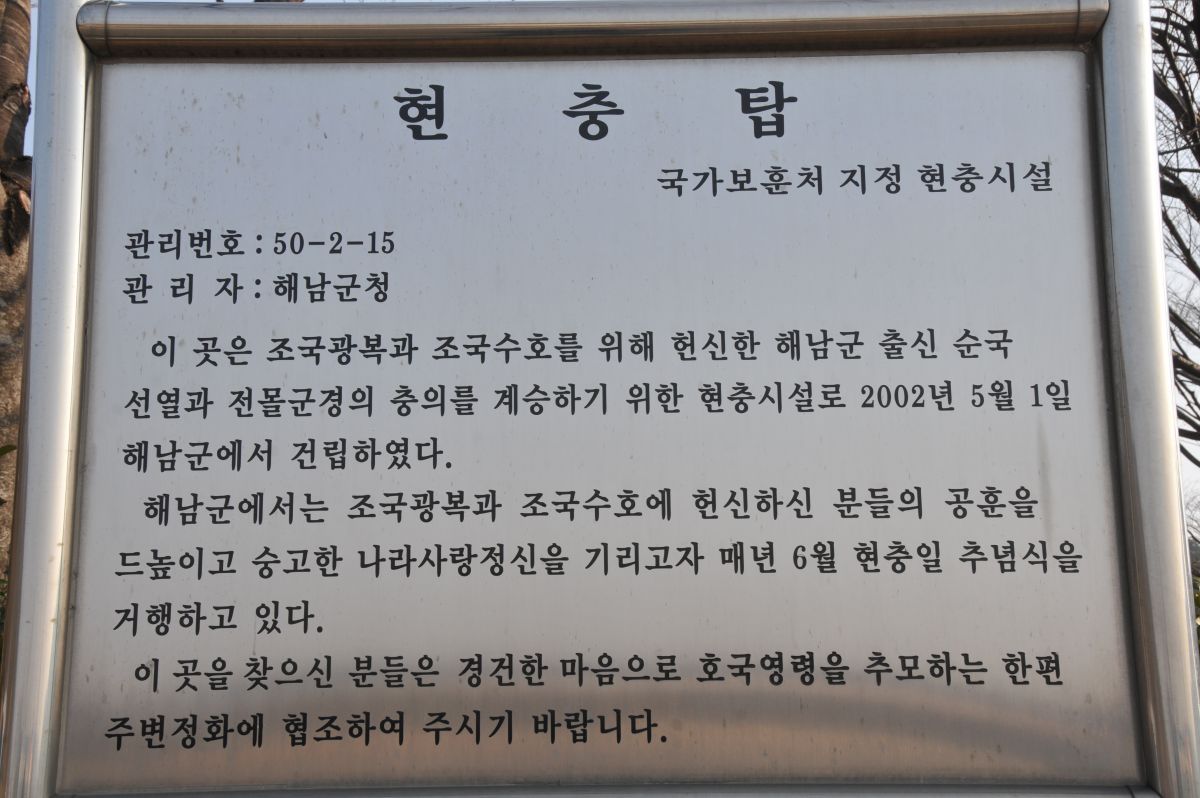 현 충 탑
국가보훈처 지정 현충시설
관리번호 : 50-2-15
관 리 자 : 해남군청
이 곳은 조국광복과 조국수호를 위해 헌신한 해남군 출신 순국
선열과 전몰군경의 충의를 계승하기 위한 현충시설로 2002년 5월 1일
해남군에서 건립하였다.
해남군에서는 조국광복과 조국수호에 헌신하신 분들의 공훈을
드높이고 숭고한 나라사랑정신을 기리고자 매년 6월 현충일 추념식을
거행하고 있다.
이 곳을 찾으신 분들은 경건한 마음으로 호국영령을 추모하는 한편
주변정화에 협조하여 주시기 바랍니다.